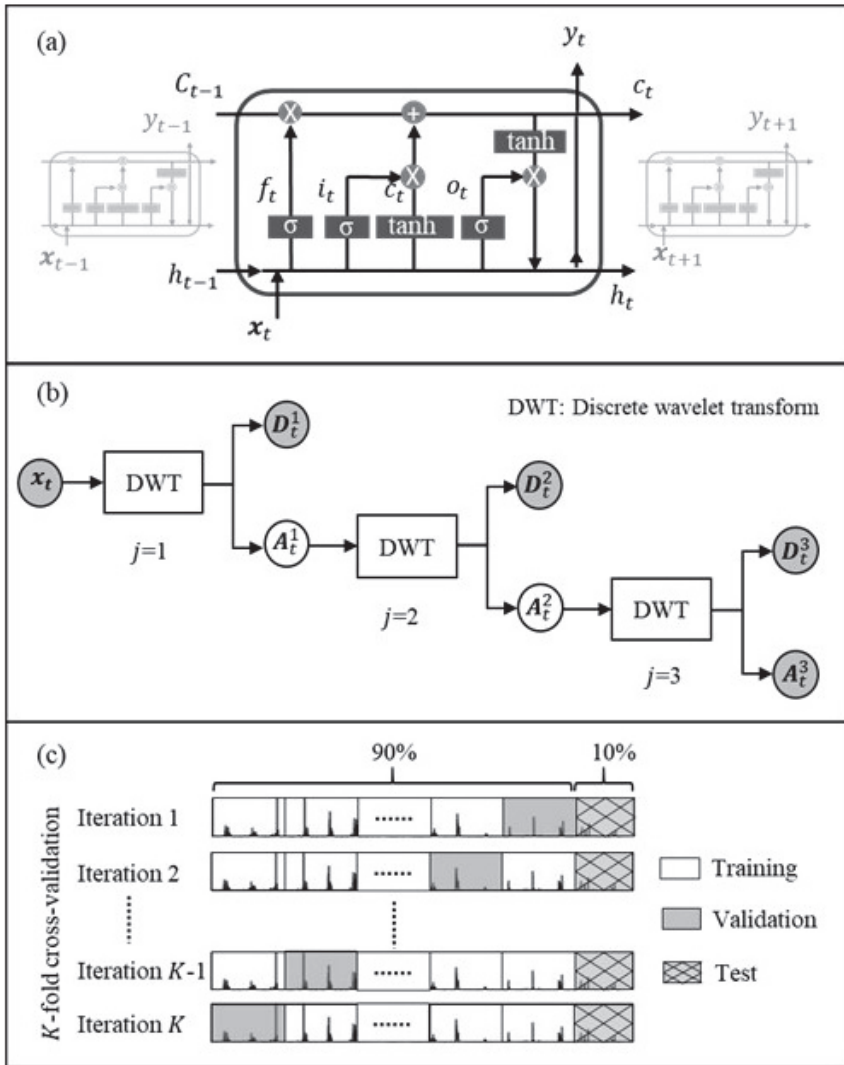 (a)
y_t
C_{t-1}
c_t
tanh
y_{t-1}
y_{t+1}
f_t i_t c_t o_t
σ σ tanh σ
x_{t-1}
x_{t+1}
h_{t-1}
h_t
x_t
(b)
D_t^1
DWT: Discrete wavelet transform
x_t
DWT
D_t^2
j=1
A_t^1
DWT
D_t^3
j=2
A_t^2
DWT
j=3
A_t^3
(c)
90%
10%
K-fold cross-validation
Iteration 1
Iteration 2
Training
Validation
Iteration K-1
Test
Iteration K